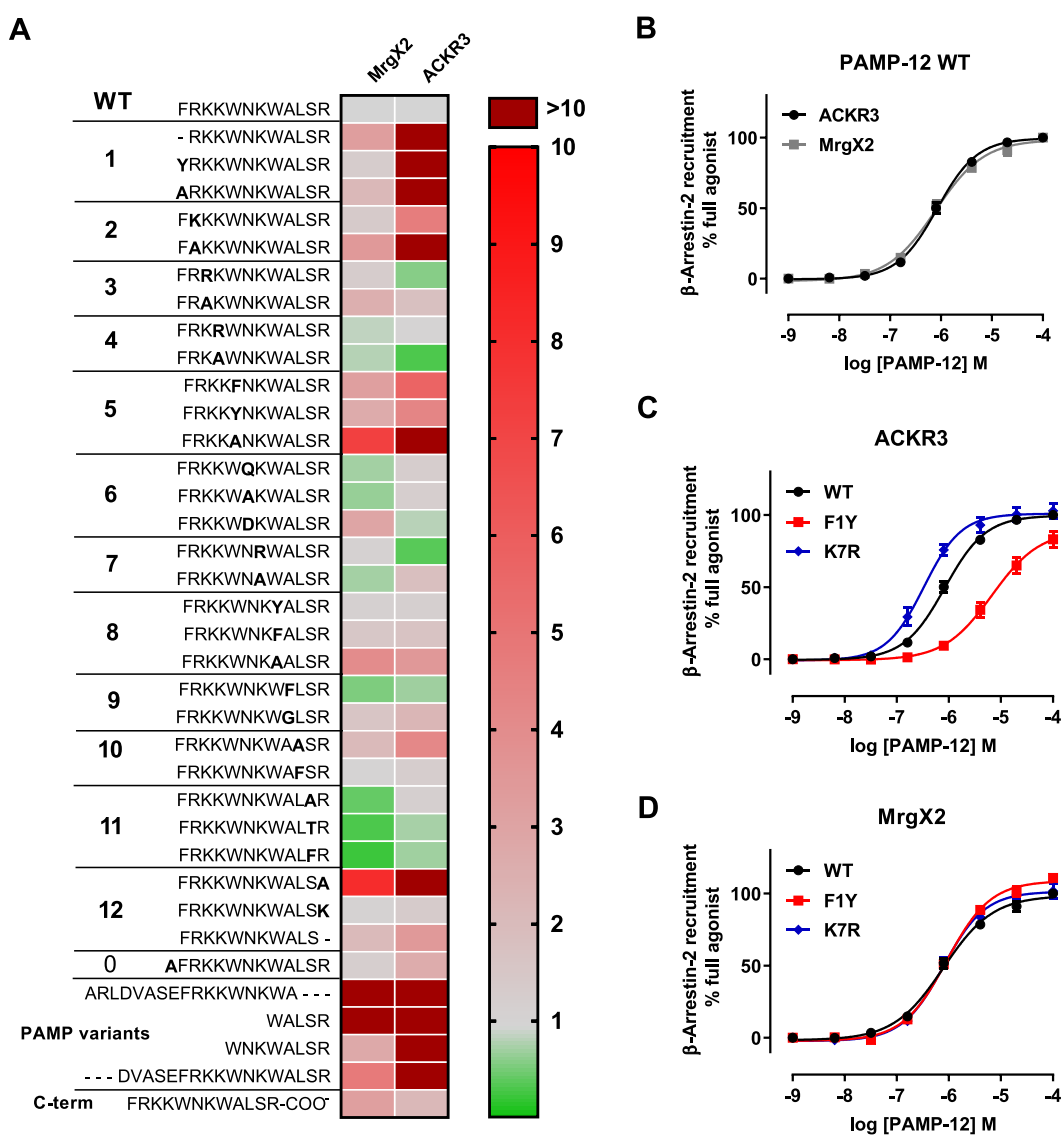 A
MrgX2
ACKR3
WT
FRKKWNKWALSR
1
-RKKWNKWALSR
YRKKWNKWALSR
ARKKWNKWALSR
2
FKKKWNKWALSR
FAKKWNKWALSR
3
FRRKWNKWALSR
FRAKWNKWALSR
4
FRKRWNKWALSR
FRKAWNKWALSR
5
FRKKFNKWALSR
FRKKYNKWALSR
FRKKANKWALSR
6
FRKKWQKWALSR
FRKKWAKWALSR
FRKKWDKWALSR
7
FRKKWNRWALSR
FRKKWNAWALSR
8
FRKKWNKYALSR
FRKKWNKFALSR
FRKKWNKAALSR
9
FRKKWNKWFLSR
FRKKWNKWGLSR
10
FRKKWNKWAASR
FRKKWNKWAFSR
11
FRKKWNKWALAR
FRKKWNKWALTR
FRKKWNKWALFR
12
FRKKWNKWALSA
FRKKWNKWALSK
FRKKWNKWALS -
0
AFRKKWNKWALSR
PAMP variants
ARLDVASEFRKKWNKWA - - -
WALSR
WNKWALSR
- - - DVASEFRKKWNKWALSR
C-term
FRKKWNKWALSR-COO⁻
>10
10
9
8
7
6
5
4
3
2
1
B
PAMP-12 WT
ACKR3
MrgX2
β-Arrestin-2 recruitment
% full agonist
100
50
0
-9 -8 -7 -6 -5 -4
log [PAMP-12] M
C
ACKR3
WT
F1Y
K7R
β-Arrestin-2 recruitment
% full agonist
100
50
0
-9 -8 -7 -6 -5 -4
log [PAMP-12] M
D
MrgX2
WT
F1Y
K7R
β-Arrestin-2 recruitment
% full agonist
100
50
0
-9 -8 -7 -6 -5 -4
log [PAMP-12] M